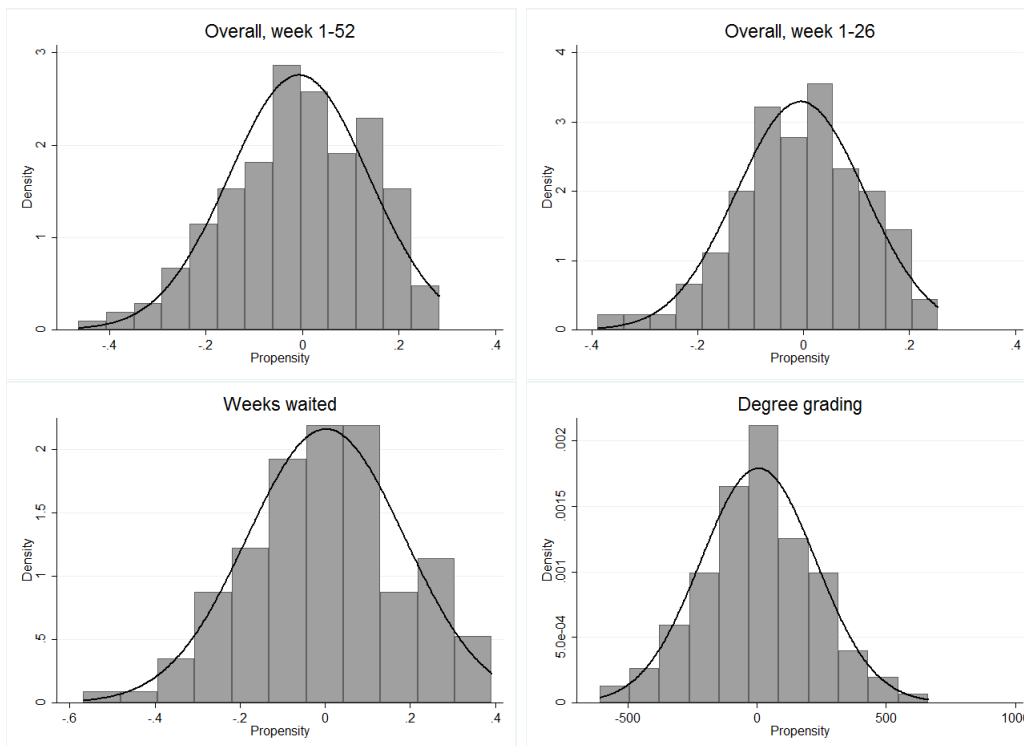 Overall, week 1-52
Density
0
1
2
3
-.4
-.2
0
.2
.4
Propensity
Overall, week 1-26
Density
0
1
2
3
4
-.4
-.2
0
.2
.4
Propensity
Weeks waited
Density
0
.5
1
1.5
2
-.6
-.4
-.2
0
.2
.4
Propensity
Degree grading
Density
0
5.0e-04
.001
.0015
.002
-500
0
500
1000
Propensity